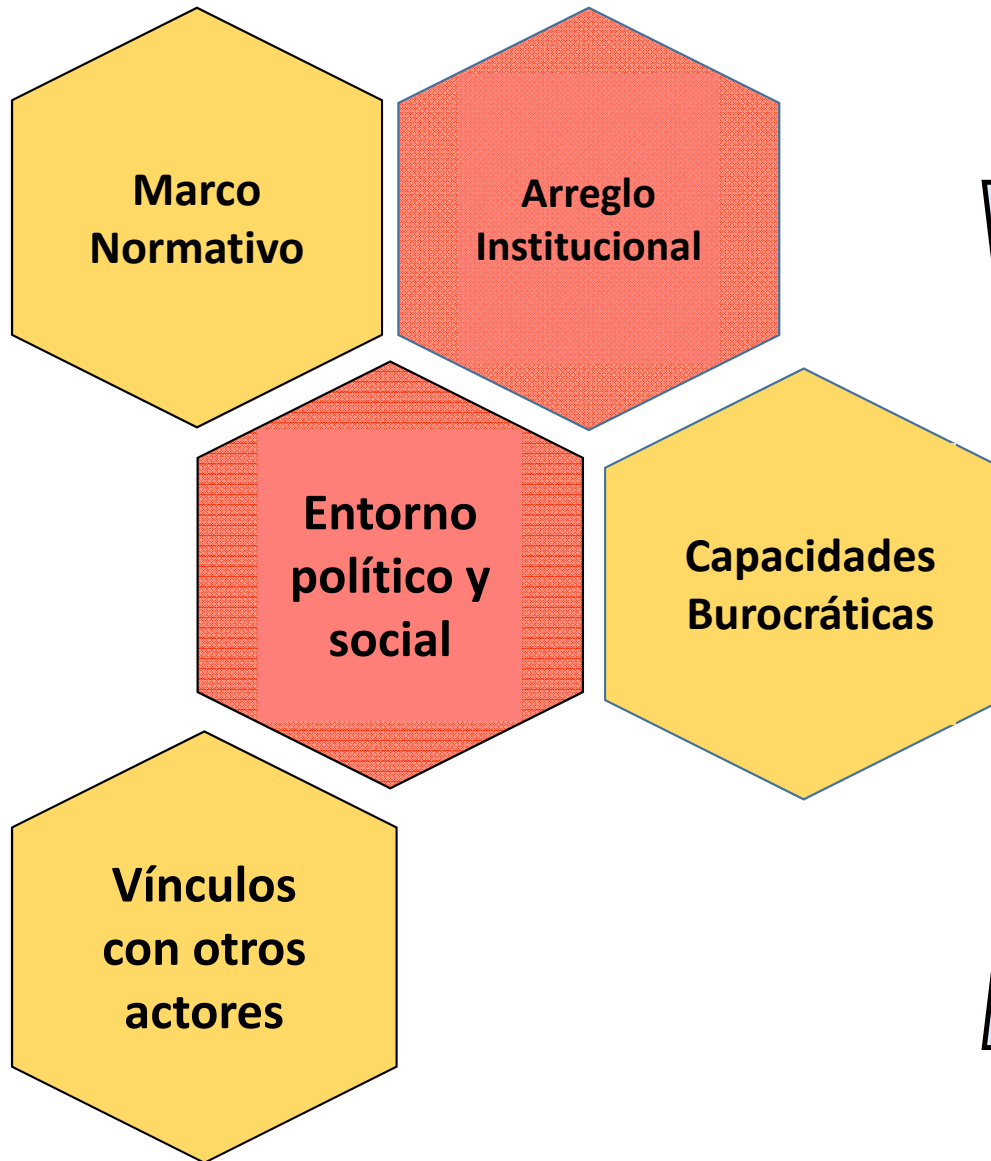 Marco
Normativo
Arreglo
Institucional
Entorno
político y
social
Capacidades
Burocráticas
Vínculos
con otros
actores